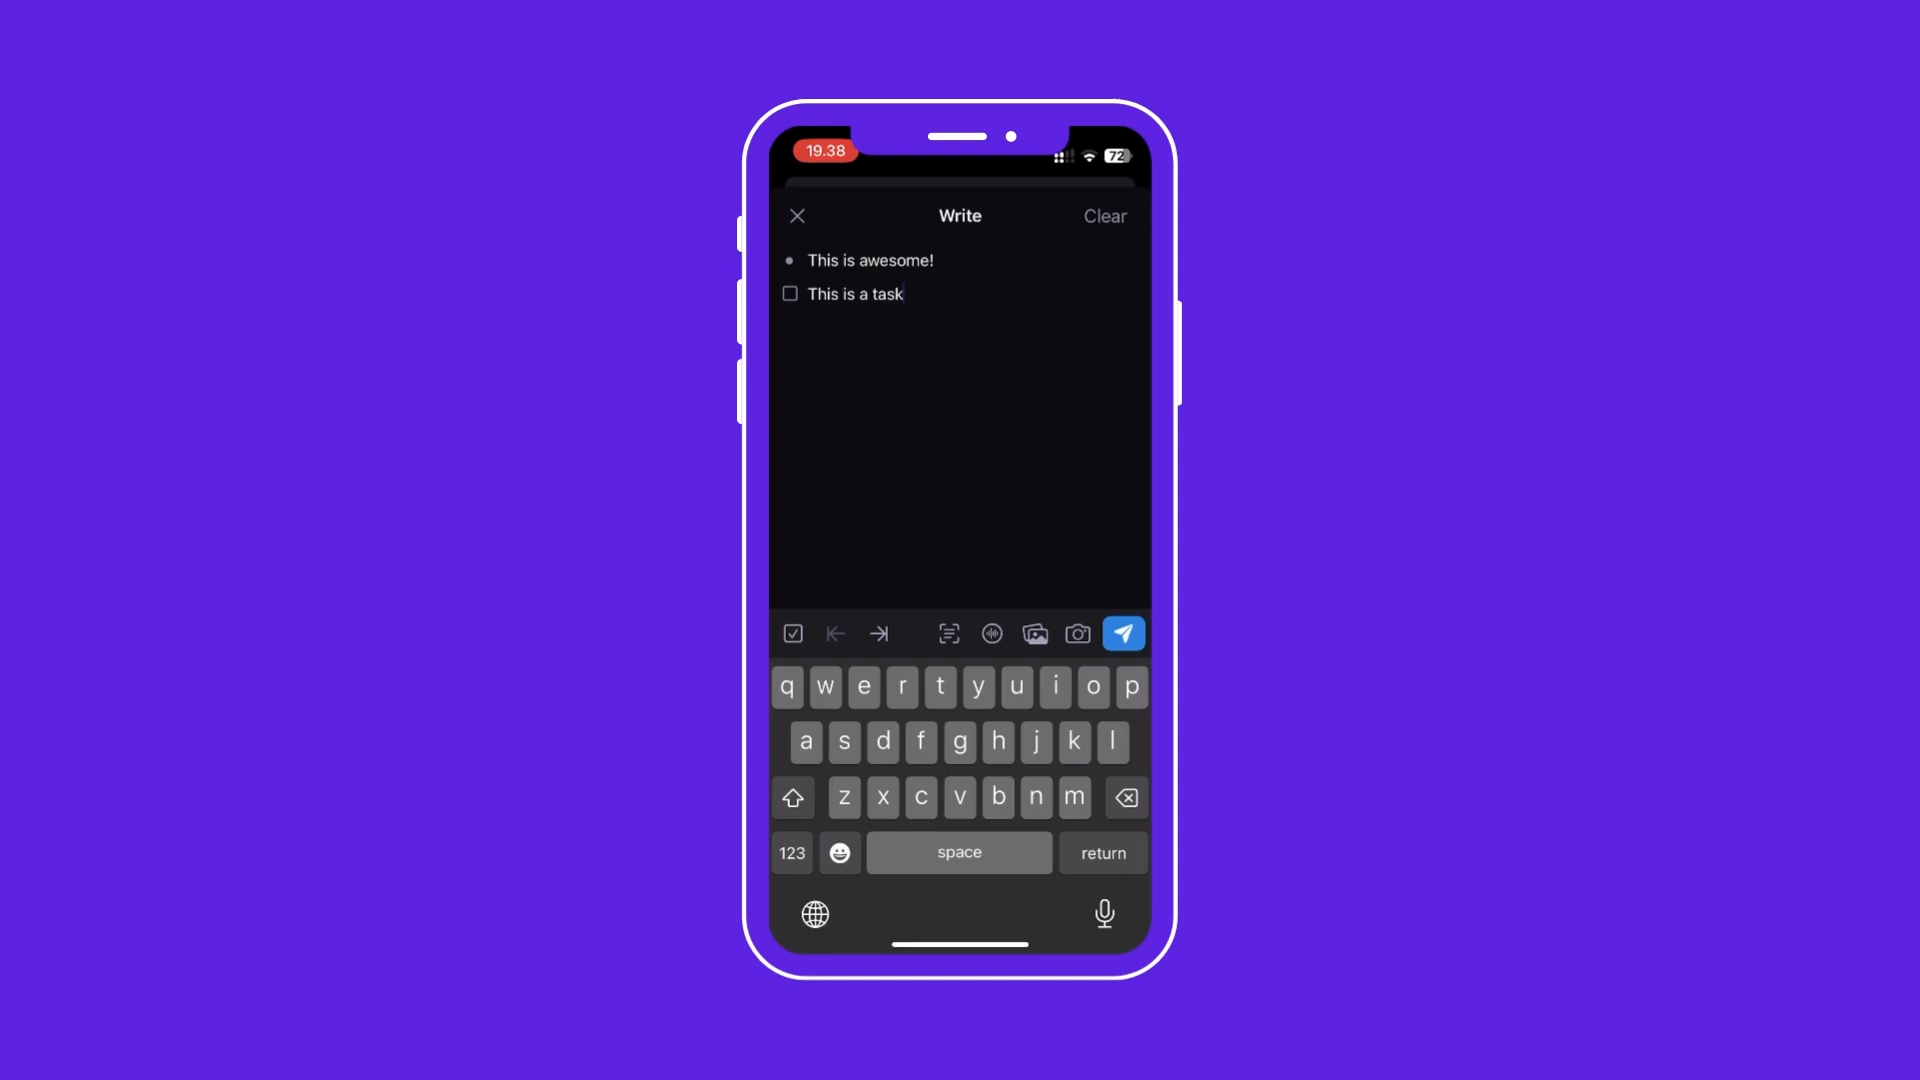 19.38
72
Write
Clear
This is awesome!
This is a task
q w e r t y u i o p
a s d f g h j k l
z x c v b n m
123
space
return